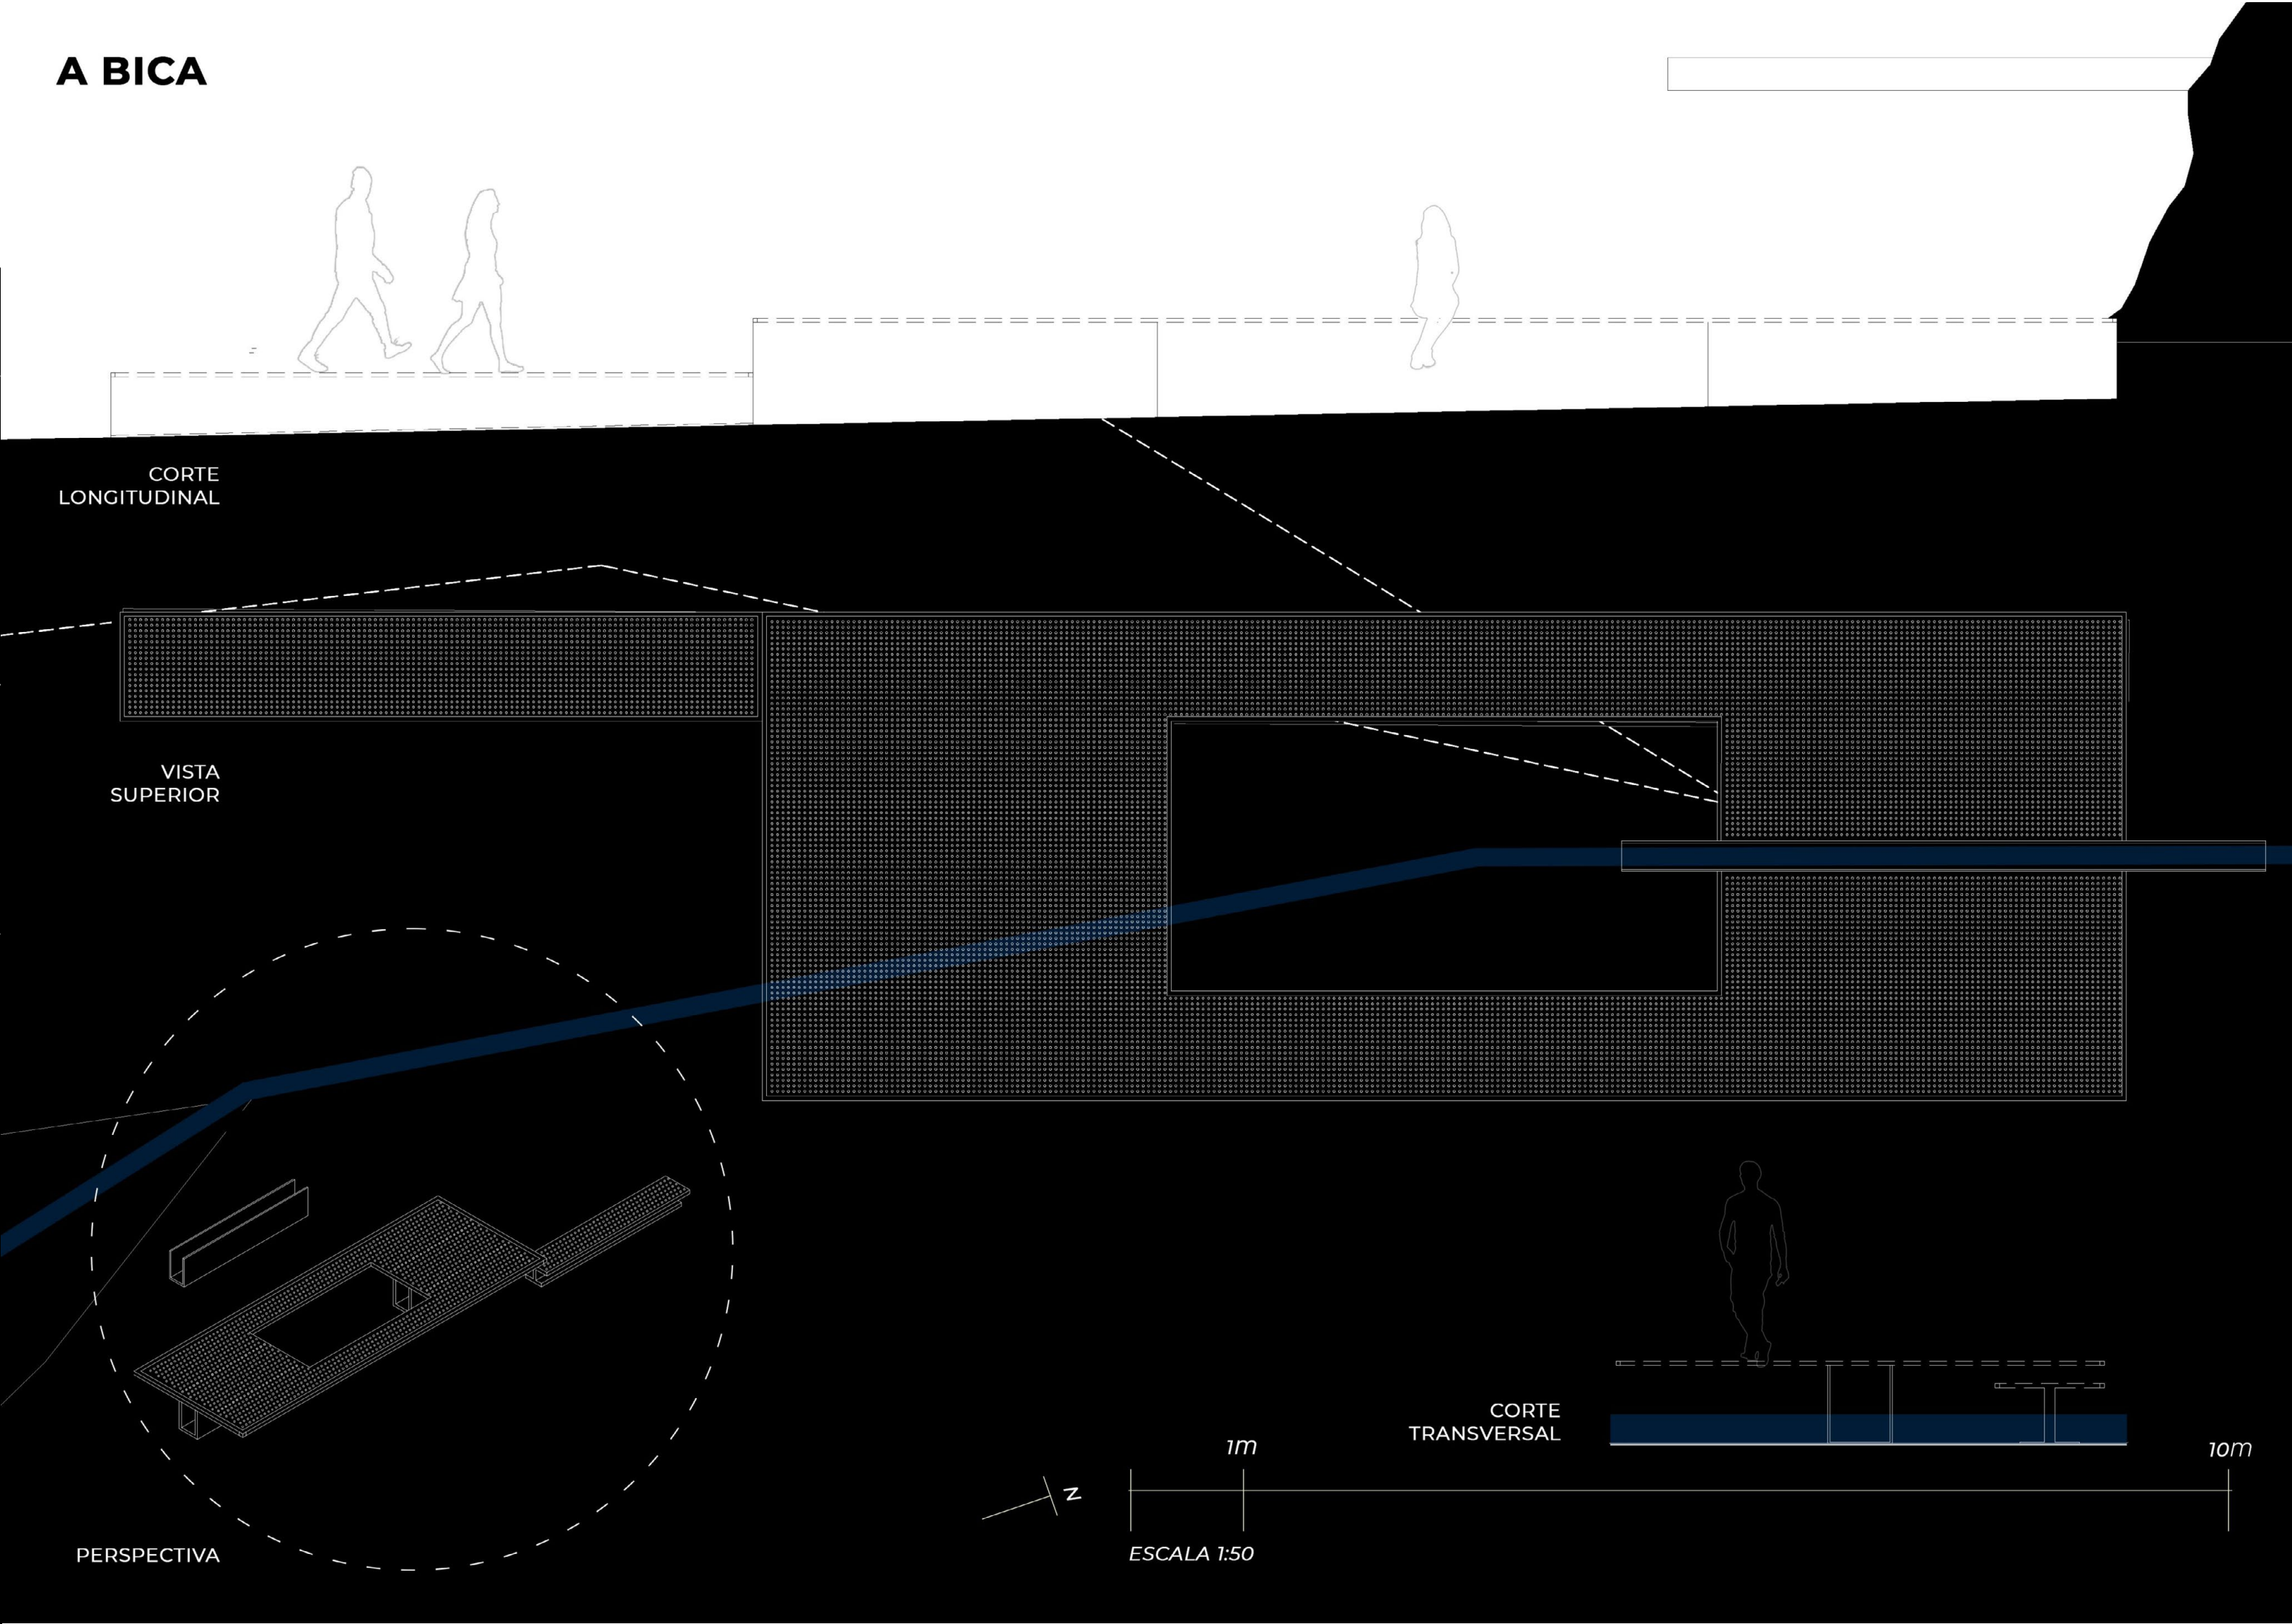 A BICA
CORTE
LONGITUDINAL
VISTA
SUPERIOR
PERSPECTIVA
CORTE
TRANSVERSAL
N
1m
10m
ESCALA 1:50